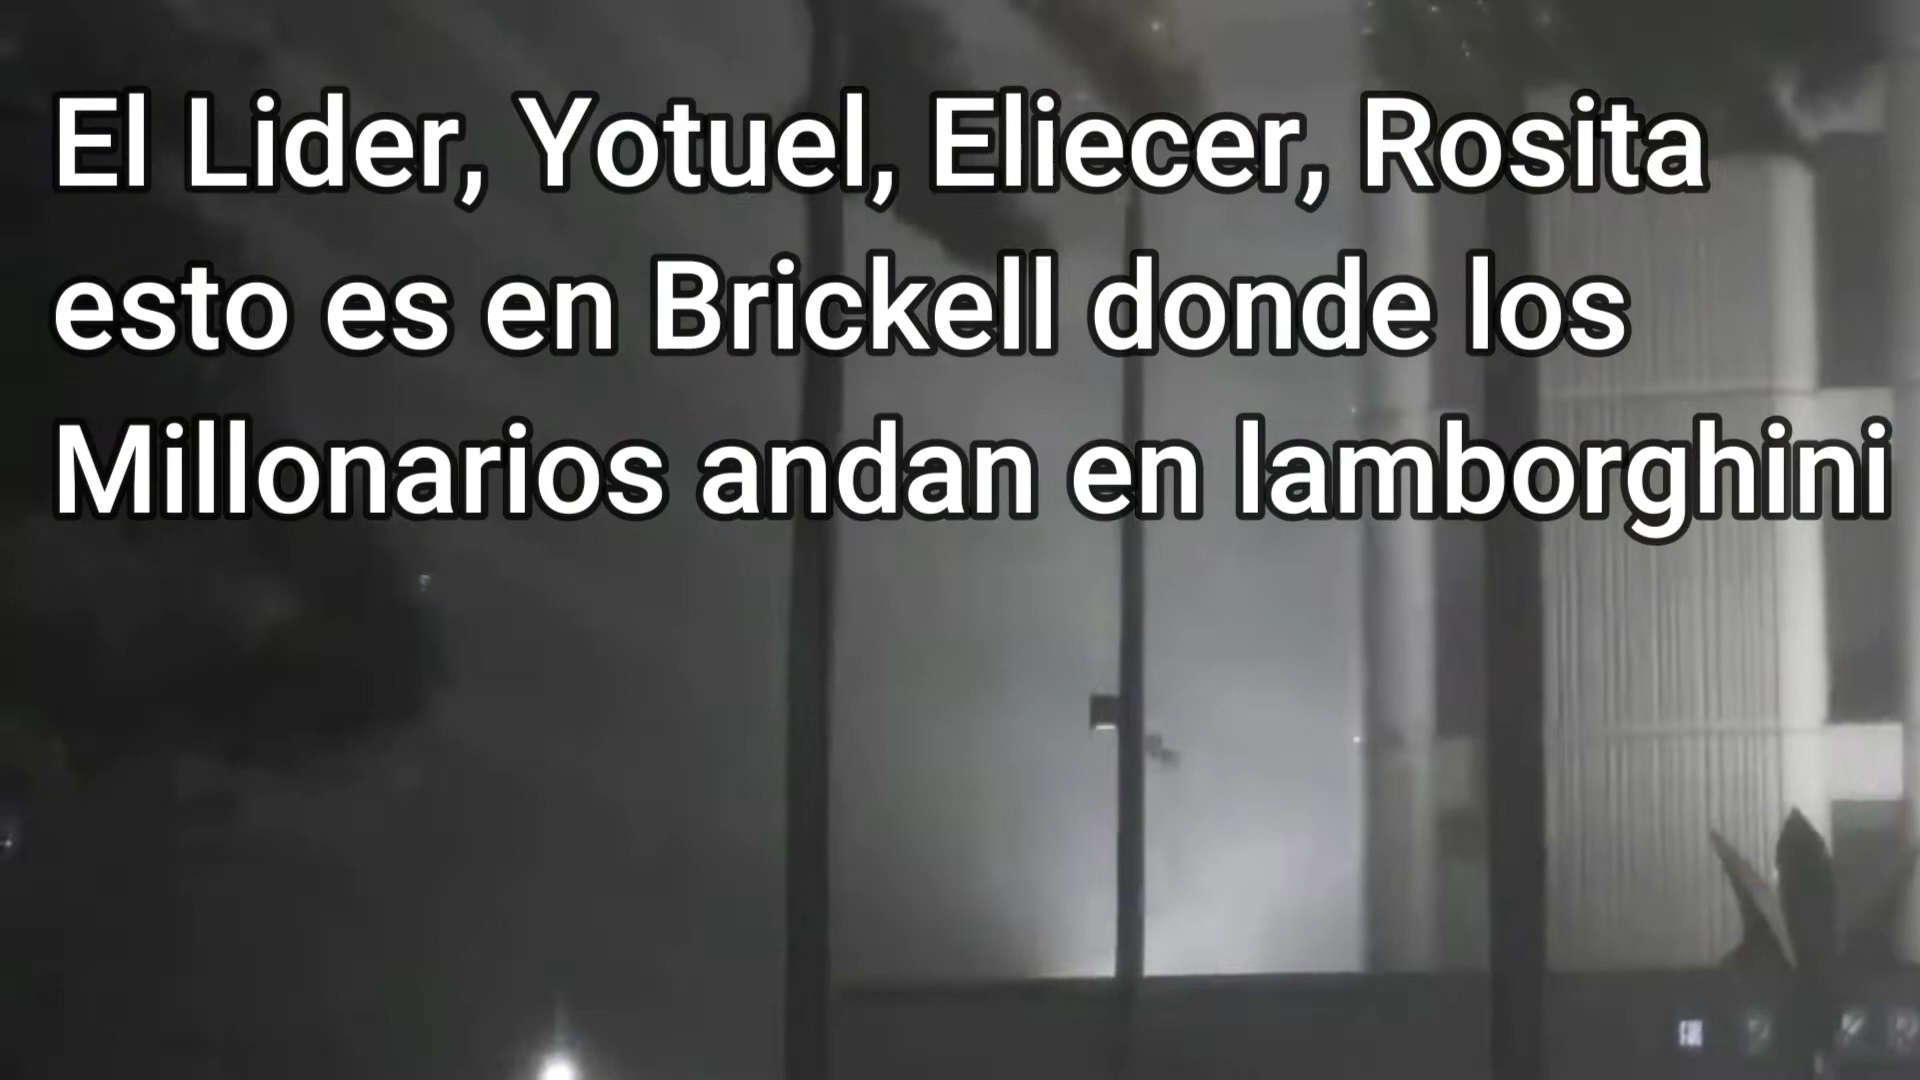 El Lider, Yotuel, Eliecer, Rosita
esto es en Brickell donde los
Millonarios andan en lamborghini